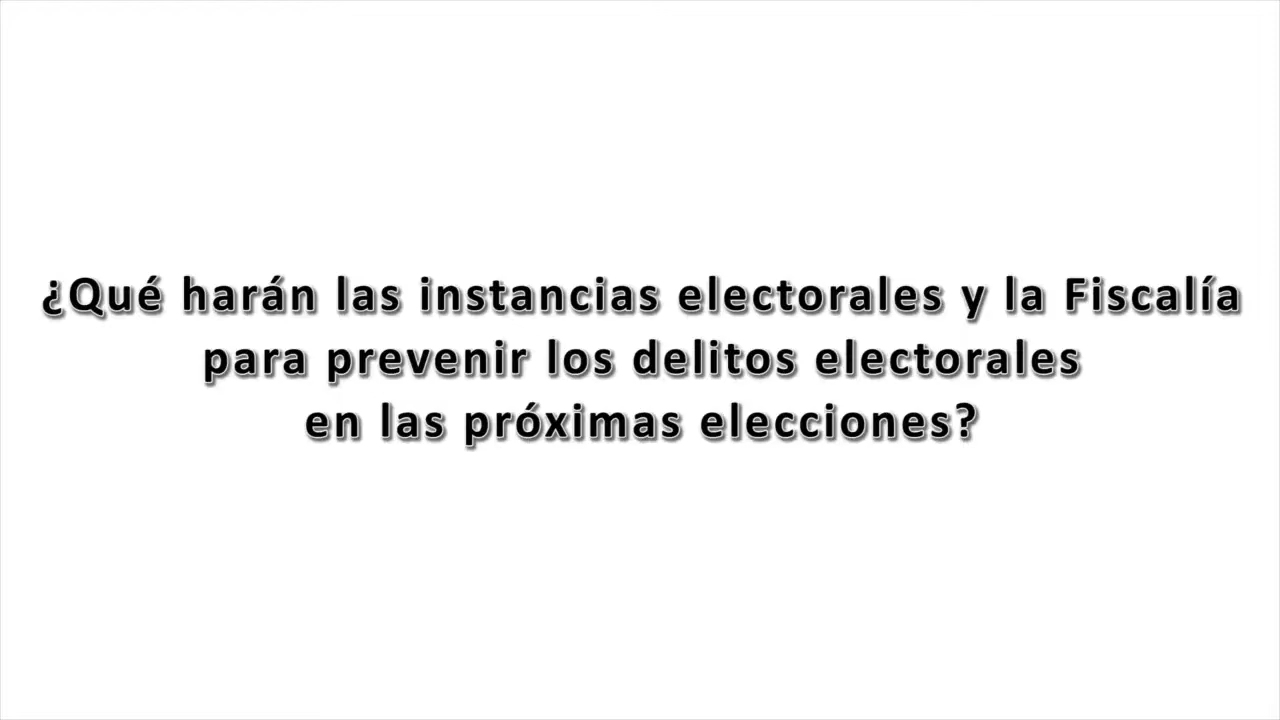 ¿Qué harán las instancias electorales y la Fiscalía
para prevenir los delitos electorales
en las próximas elecciones?